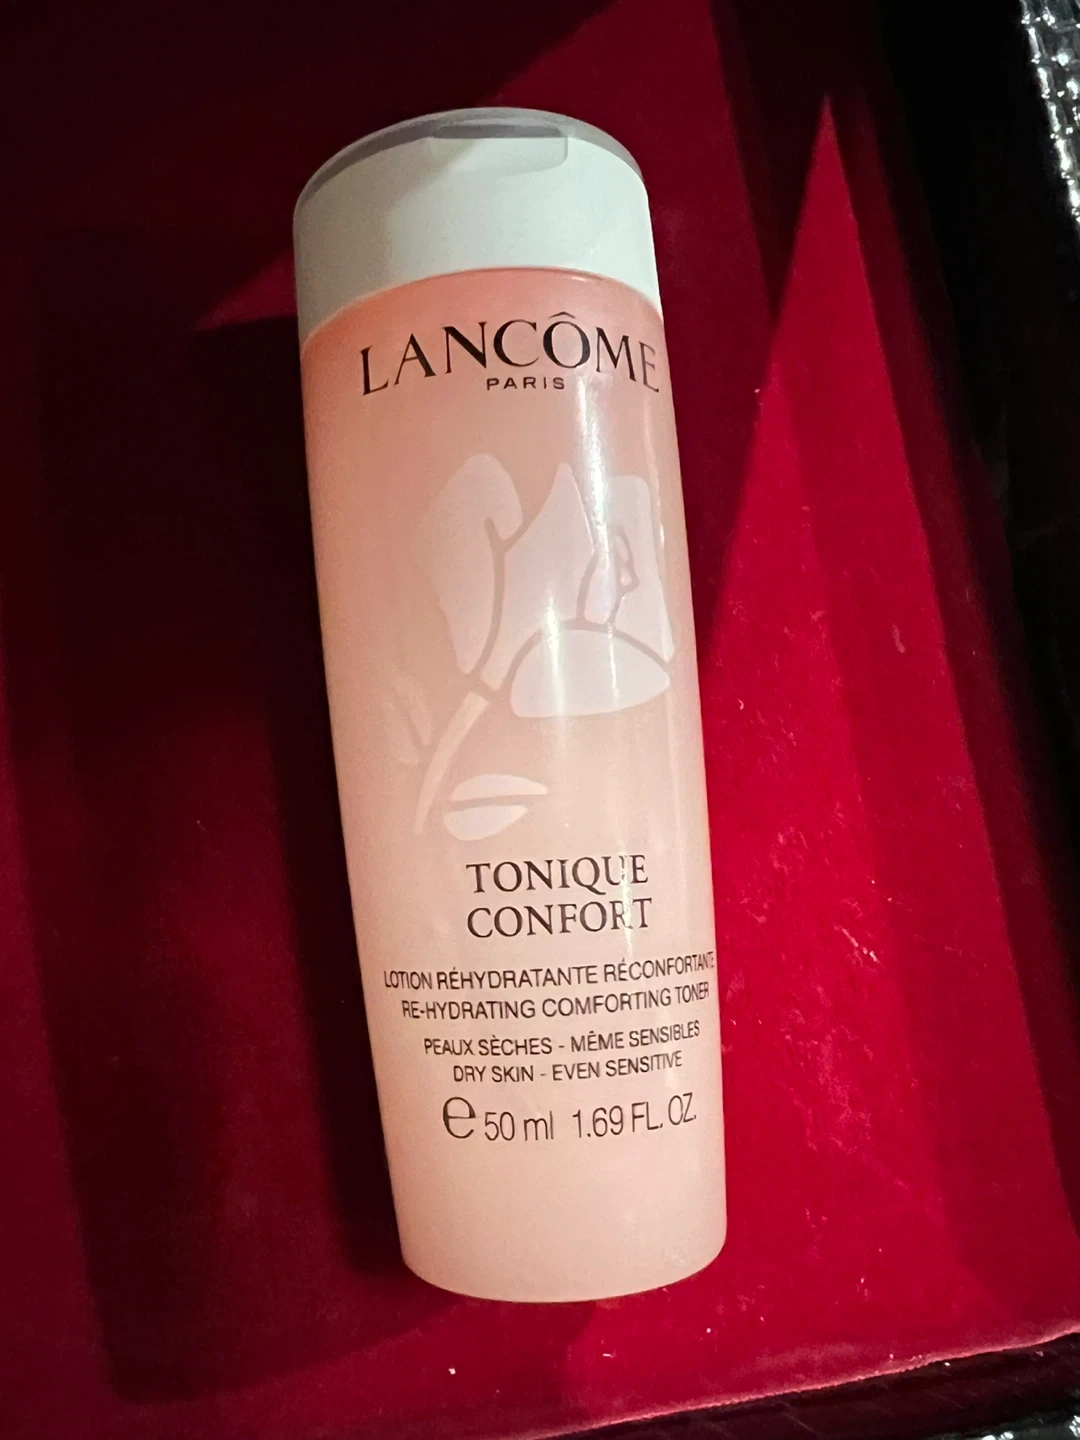 LANCÔME
PARIS
TONIQUE
CONFORT
LOTION RÉHYDRATANTE RÉCONFORTANTE
RE-HYDRATING COMFORTING TONER
PEAUX SÈCHES - MÊME SENSIBLES
DRY SKIN - EVEN SENSITIVE
e 50 ml 1.69 FL. OZ.